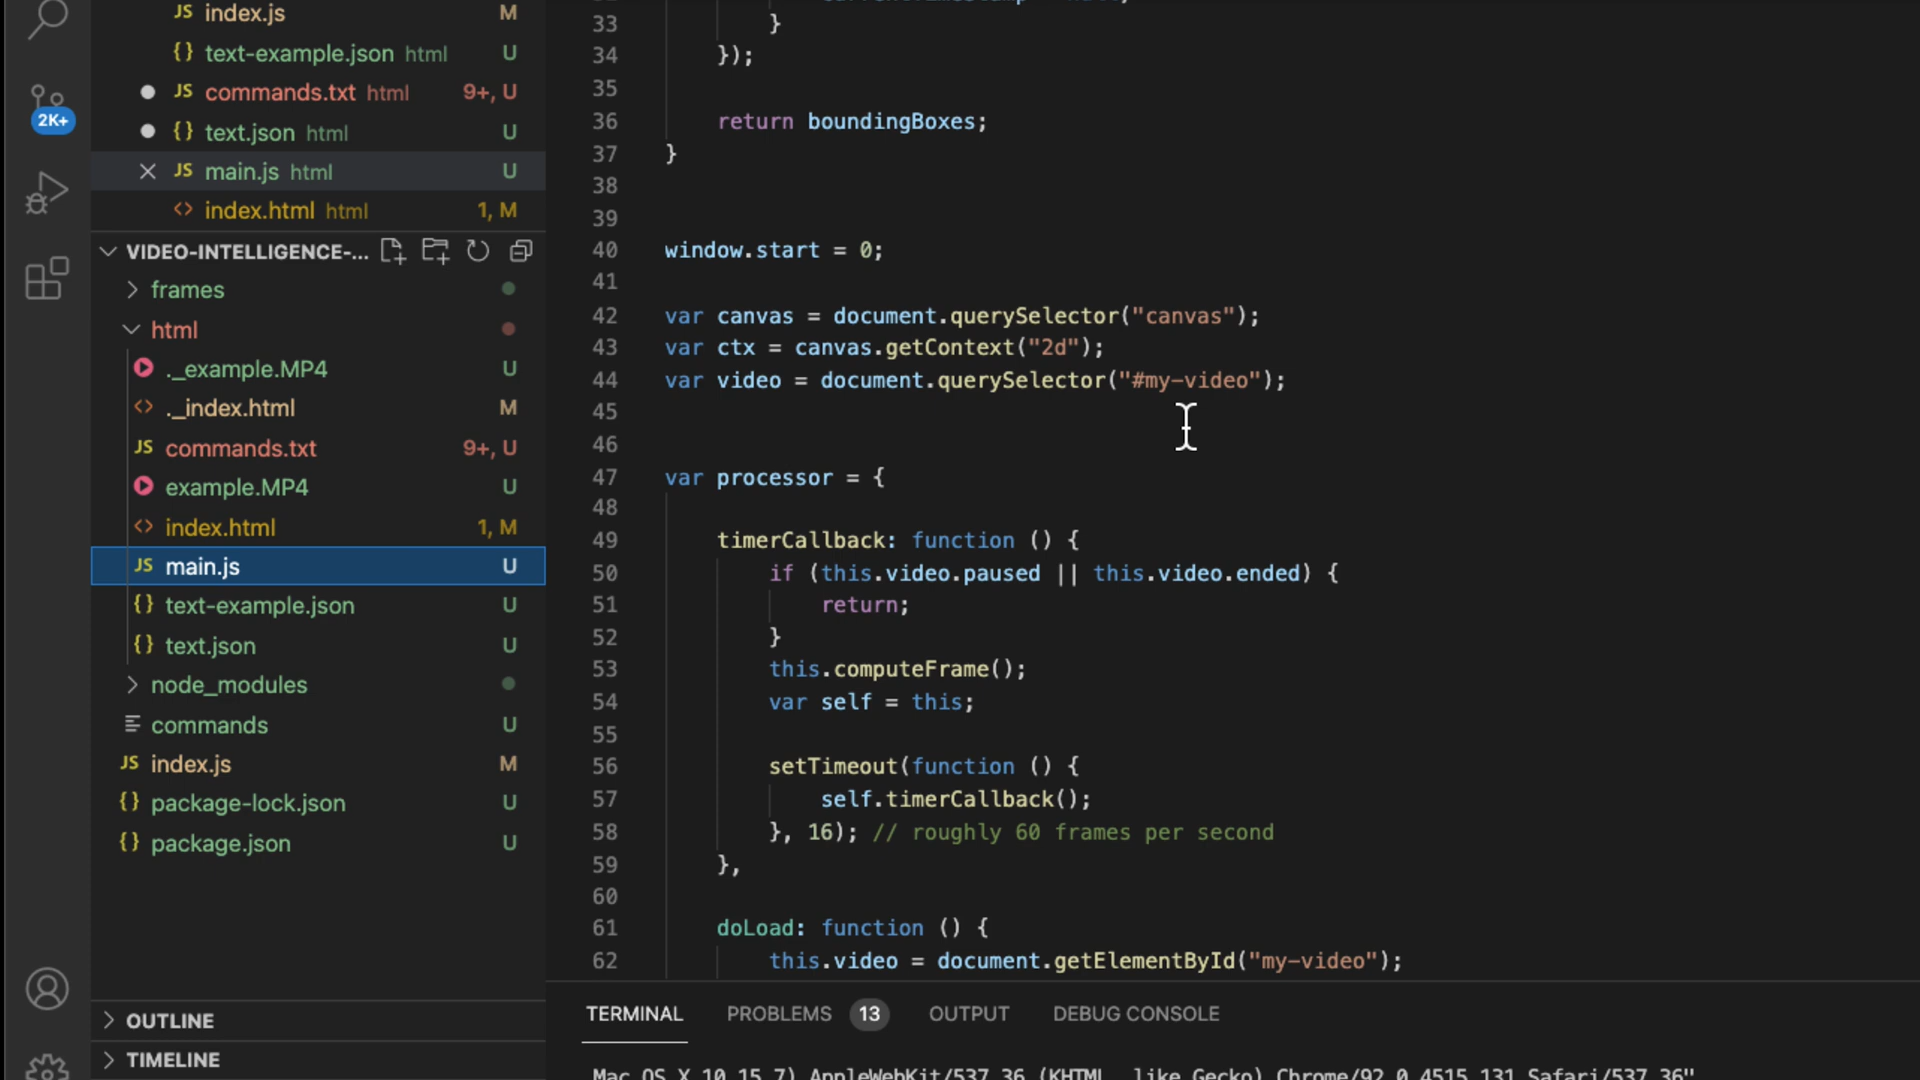 JS index.js M
{} text-example.json html U
JS commands.txt html 9+, U
{} text.json html U
JS main.js html U
<> index.html html 1, M
2K+
VIDEO-INTELLIGENCE-...
frames
html
._example.MP4 U
<> ._index.html M
JS commands.txt 9+, U
example.MP4 U
<> index.html 1, M
JS main.js U
{} text-example.json U
{} text.json U
node_modules
commands U
JS index.js M
{} package-lock.json U
{} package.json U
OUTLINE
TIMELINE
33 }
34 });
35
36 return boundingBoxes;
37 }
38
39
40 window.start = 0;
41
42 var canvas = document.querySelector("canvas");
43 var ctx = canvas.getContext("2d");
44 var video = document.querySelector("#my-video");
45
46
47 var processor = {
48
49 timerCallback: function () {
50 if (this.video.paused || this.video.ended) {
51 return;
52 }
53 this.computeFrame();
54 var self = this;
55
56 setTimeout(function () {
57 self.timerCallback();
58 }, 16); // roughly 60 frames per second
59 },
60
61 doLoad: function () {
62 this.video = document.getElementById("my-video");
TERMINAL PROBLEMS 13 OUTPUT DEBUG CONSOLE
Mac OS X 10_15_7) AppleWebKit/537.36 (KHTML, like Gecko) Chrome/92.0.4515.131 Safari/537.36"